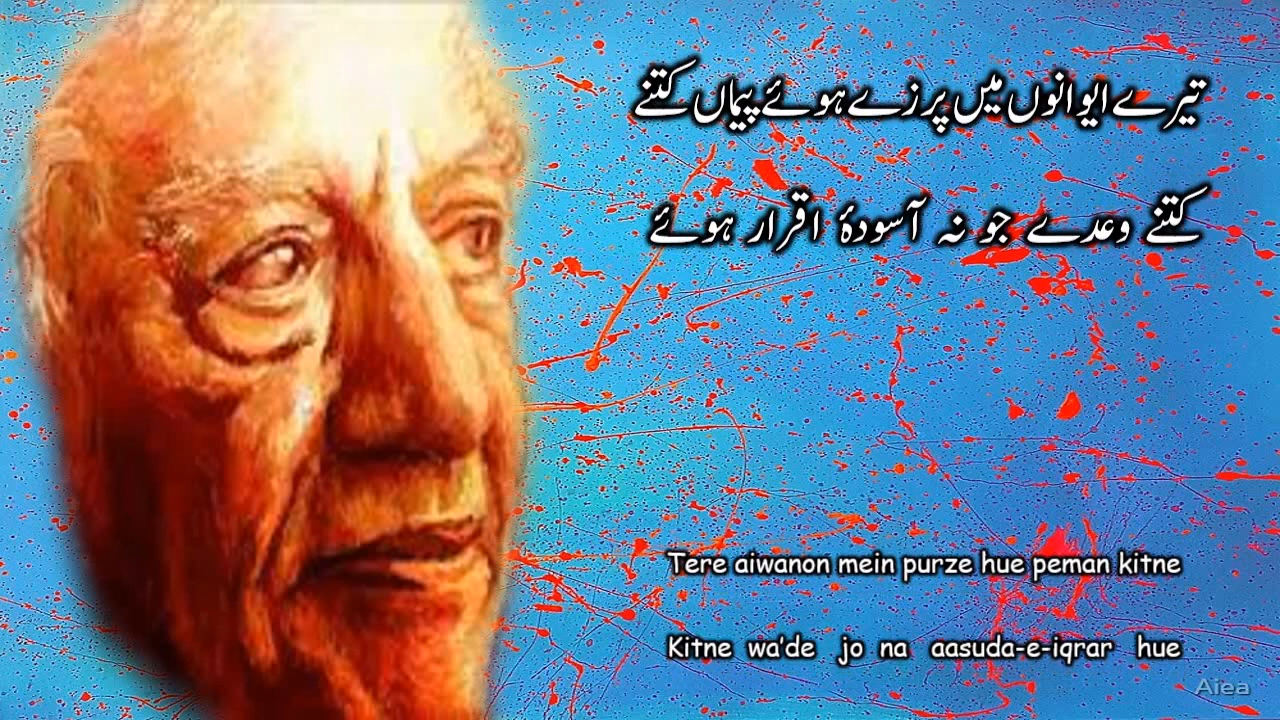 تیرے ایوانوں میں پرزے ہوئے پیماں کتنے
کتنے وعدے جو نہ آسودۂ اقرار ہوئے
Tere aiwanon mein purze hue peman kitne
Kitne wa'de jo na aasuda-e-iqrar hue
Aiea